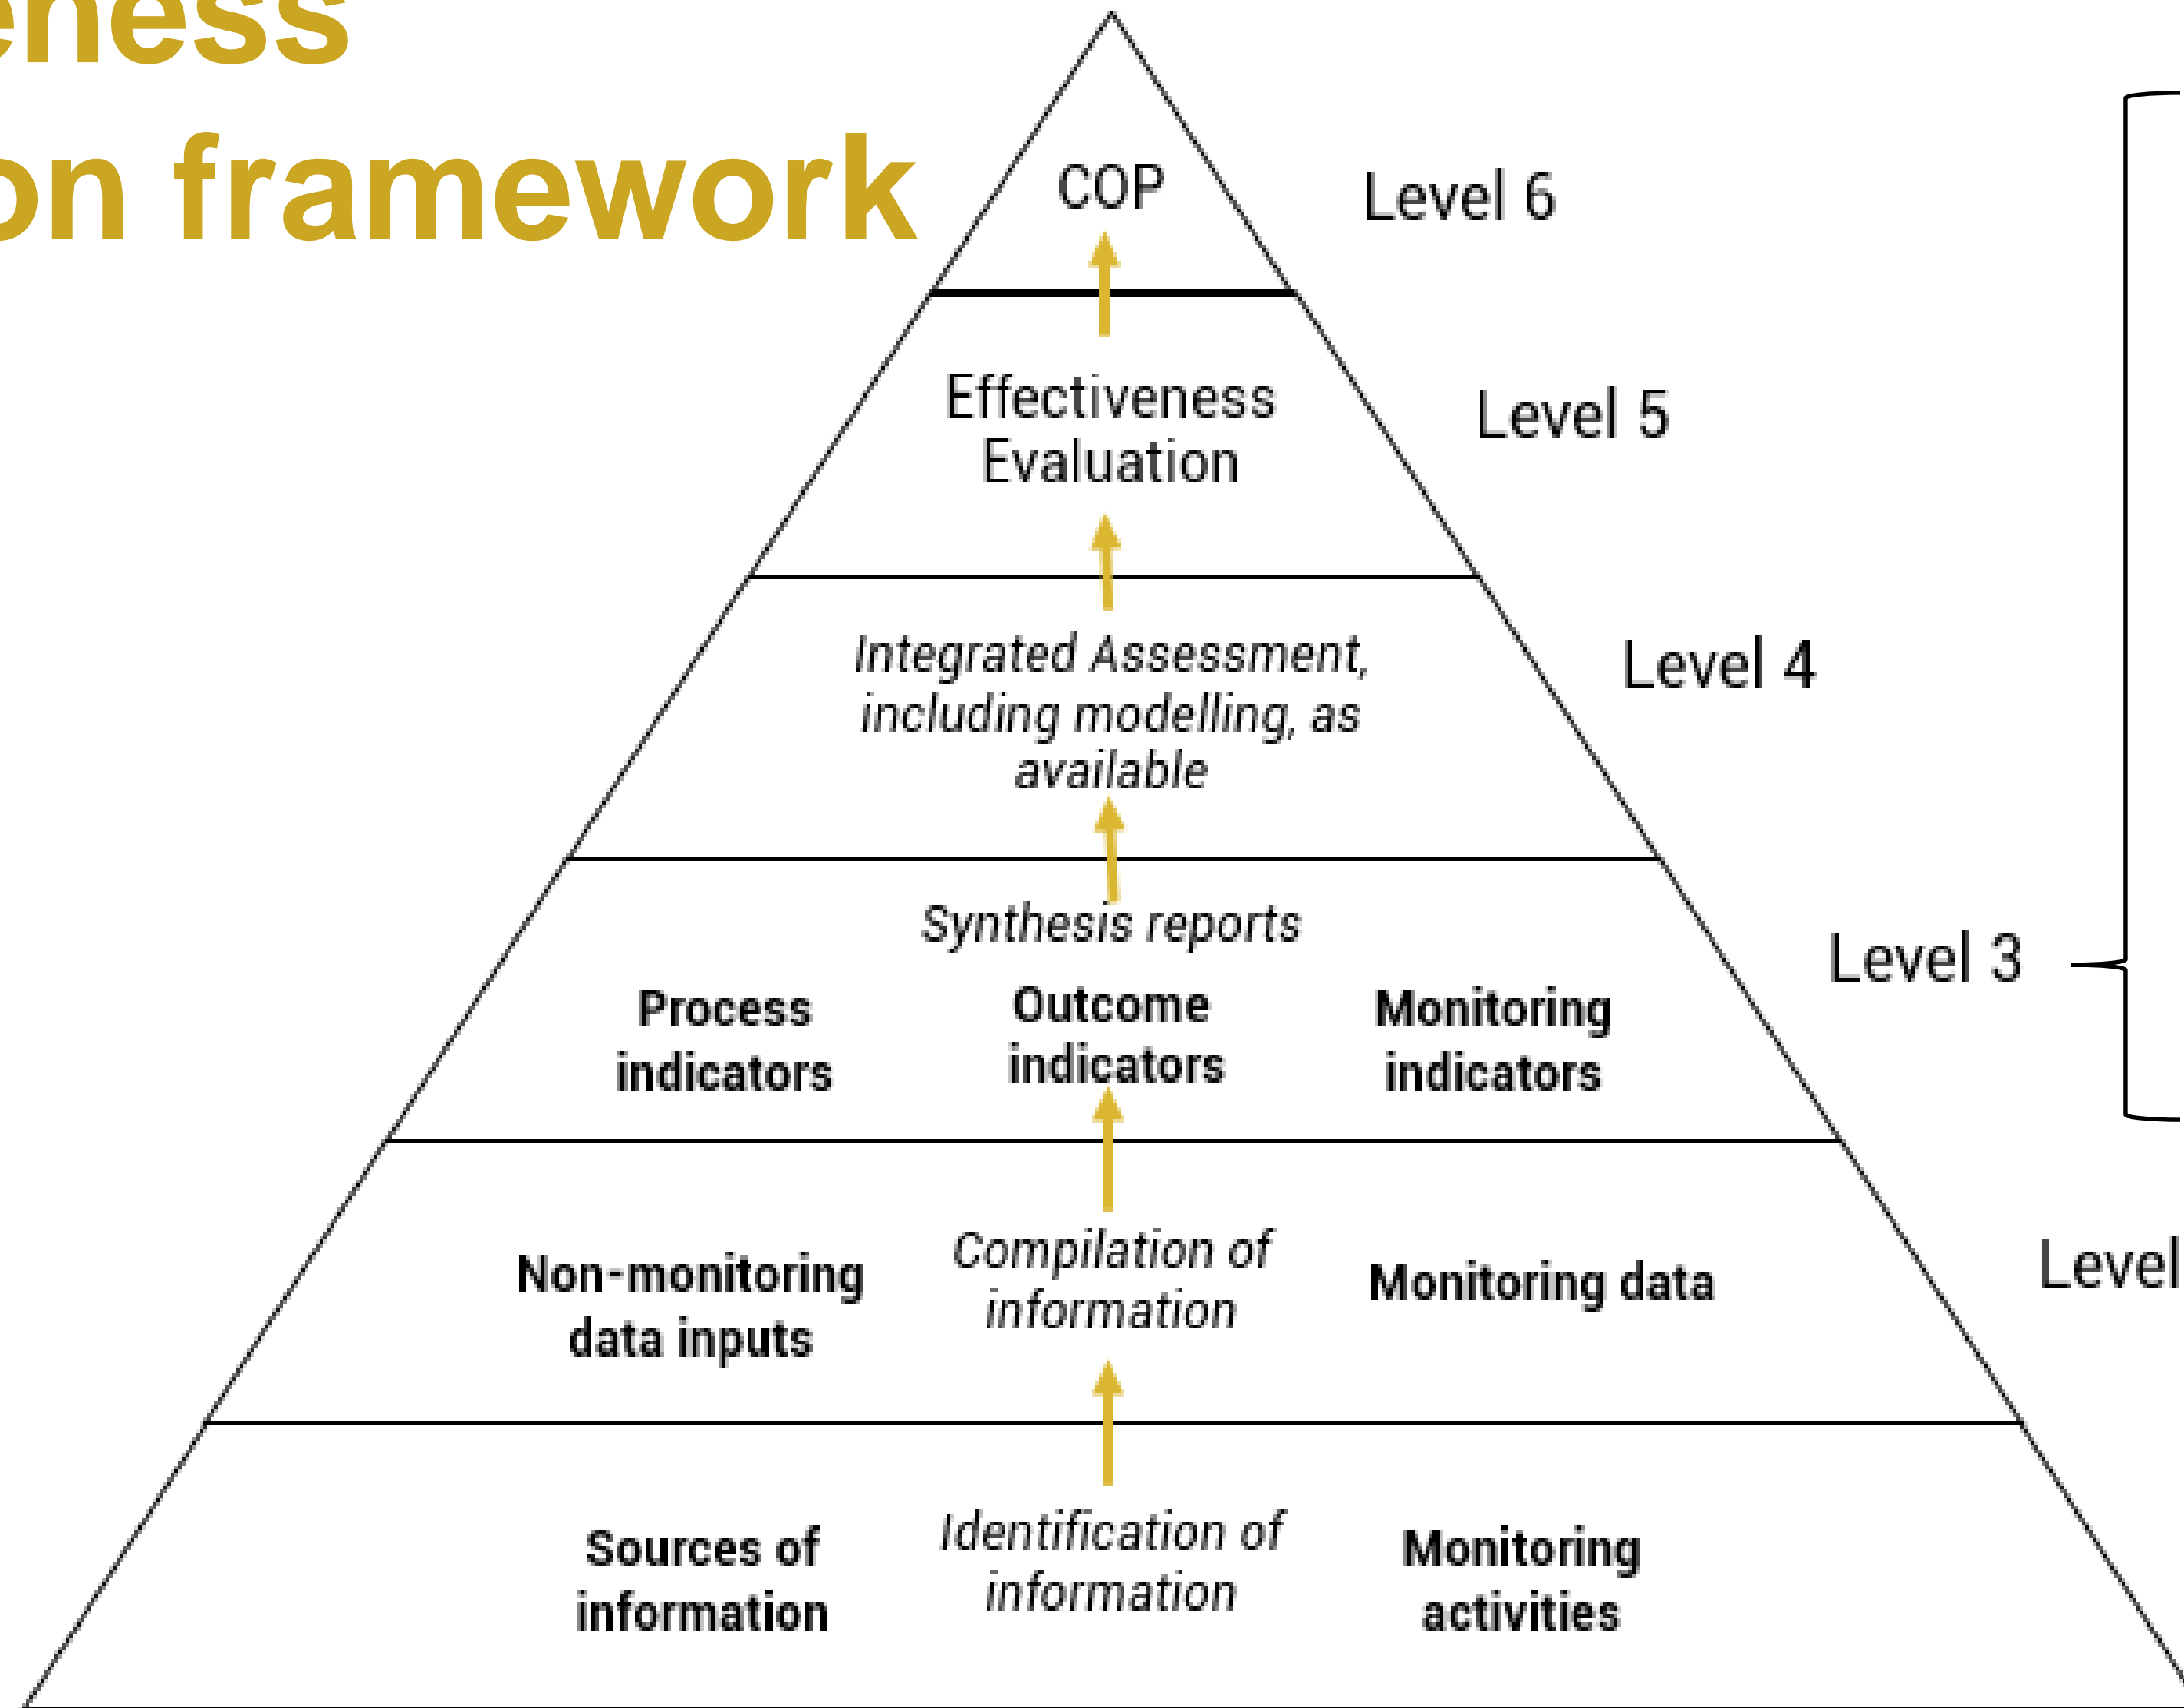 eness
on framework
COP
Level 6
Effectiveness
Evaluation
Level 5
Integrated Assessment,
including modelling, as
available
Level 4
Synthesis reports
Process
indicators
Outcome
indicators
Monitoring
indicators
Level 3
Non-monitoring
data inputs
Compilation of
information
Monitoring data
Level
Sources of
information
Identification of
information
Monitoring
activities